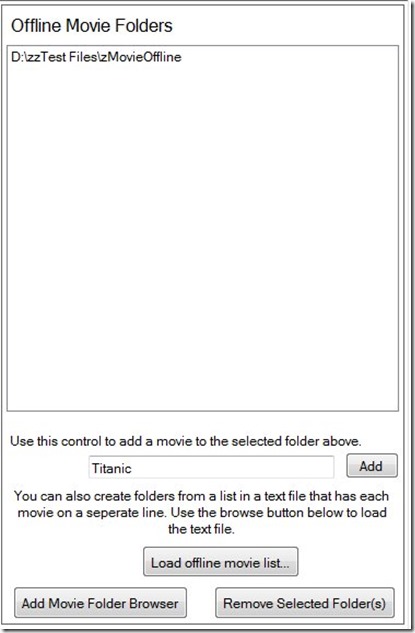 Offline Movie Folders
D:\zzTest Files\zMovieOffline
Use this control to add a movie to the selected folder above.
Titanic
Add
You can also create folders from a list in a text file that has each
movie on a seperate line. Use the browse button below to load
the text file.
Load offline movie list...
Add Movie Folder Browser
Remove Selected Folder(s)